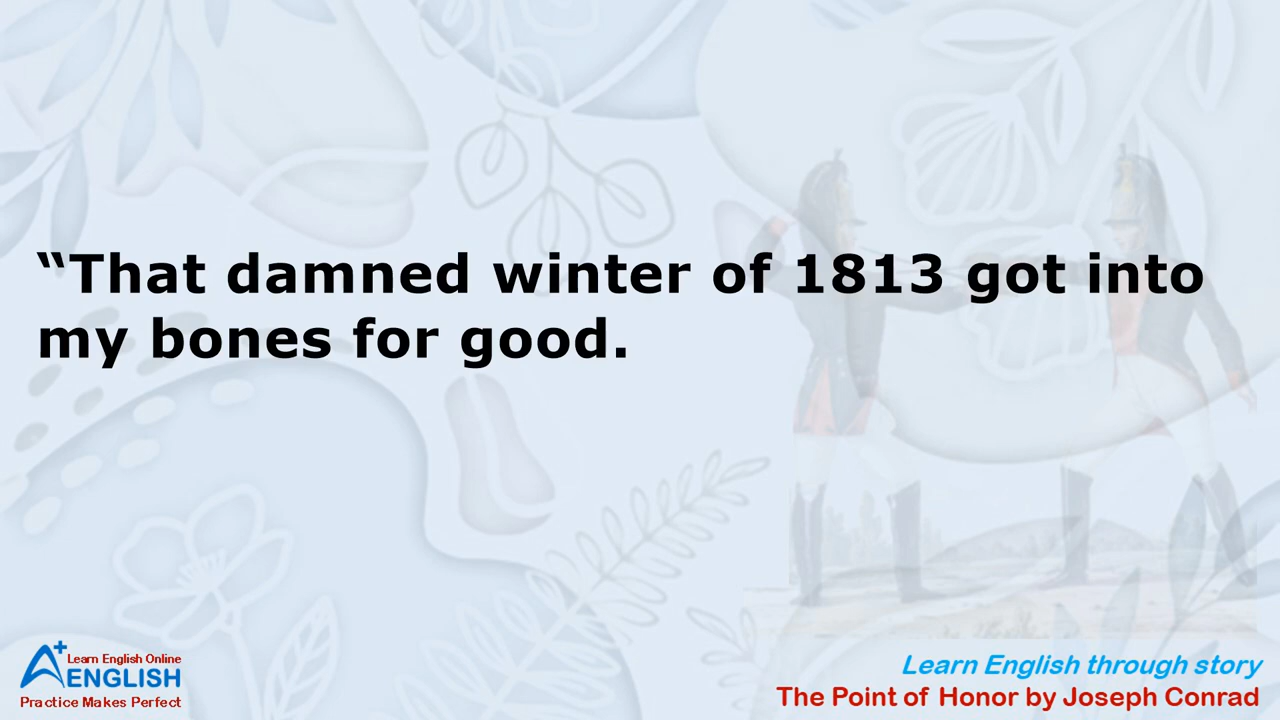 “That damned winter of 1813 got into
my bones for good.
A+ Learn English Online
ENGLISH
Practice Makes Perfect
Learn English through story
The Point of Honor by Joseph Conrad